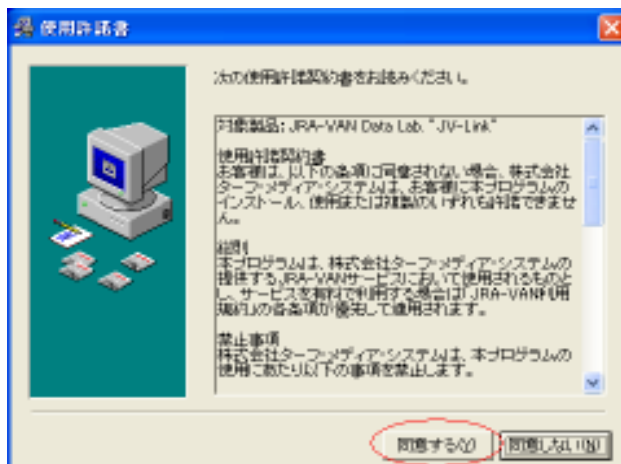 使用許諾書
次の使用許諾契約書をお読みください。
対象製品: JRA-VAN Data Lab. "JV-Link"
使用許諾契約書
お客様は、以下の条項に同意されない場合、株式会社
ターフ・メディア・システムは、お客様に本プログラムの
インストール、使用または複製のいずれも許諾できませ
ん。
総則
本プログラムは、株式会社ターフ・メディア・システムの
提供するJRA-VANサービスにおいて使用されるものと
し、サービスを有料で利用する場合は「JRA-VAN利用
規約」の各条項が優先して適用されます。
禁止事項
株式会社ターフ・メディア・システムは、本プログラムの
使用にあたり以下の事項を禁止します。
同意する(Y)
同意しない(N)